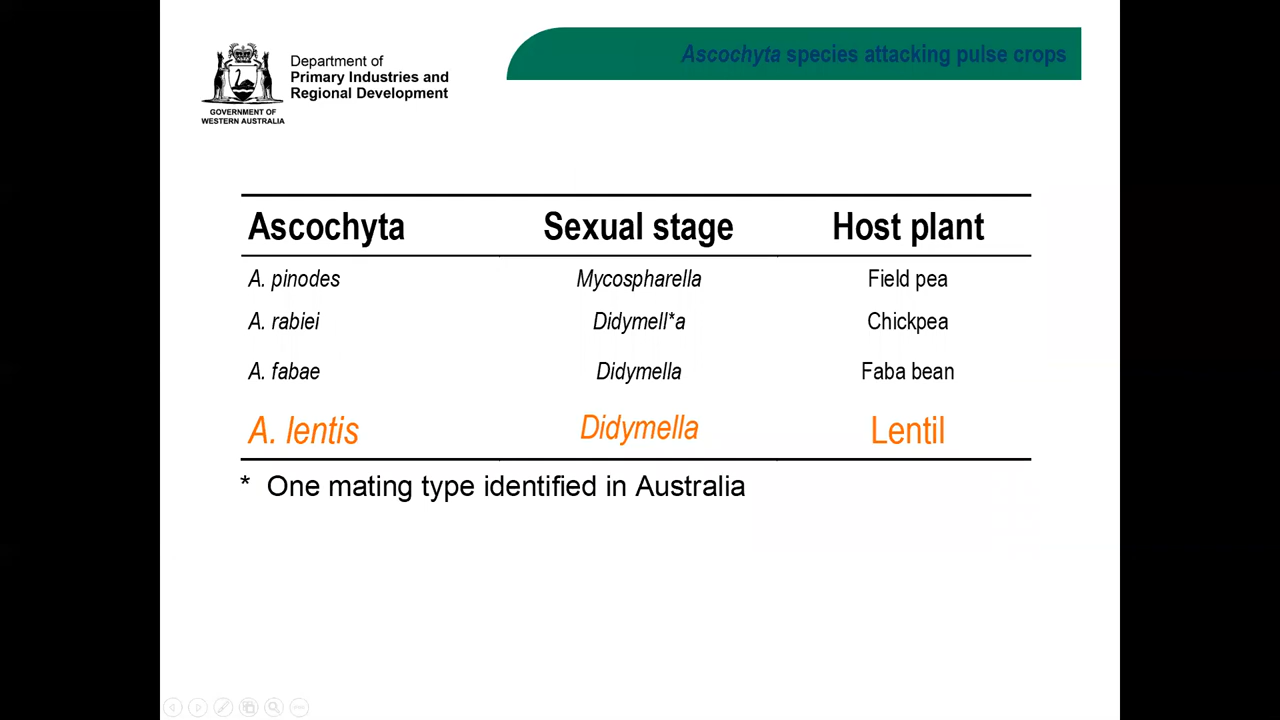 Department of
Primary Industries and
Regional Development
GOVERNMENT OF
WESTERN AUSTRALIA
Ascochyta species attacking pulse crops
Ascochyta Sexual stage Host plant
A. pinodes Mycospharella Field pea
A. rabiei Didymell*a Chickpea
A. fabae Didymella Faba bean
A. lentis Didymella Lentil
* One mating type identified in Australia